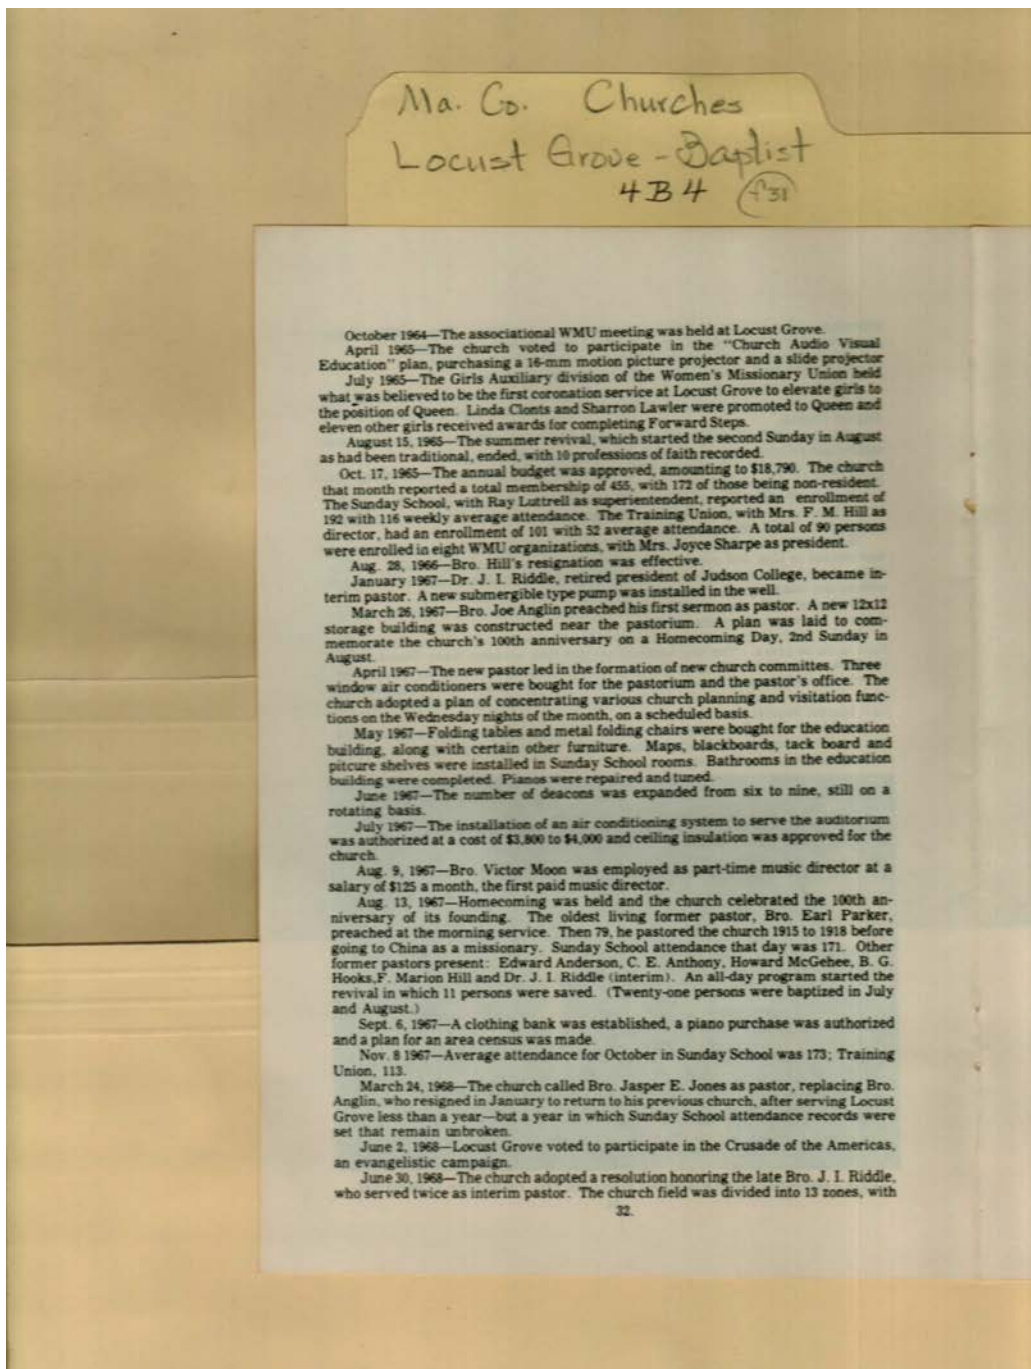 Ma. Co. Churches
Locust Grove - Baptist
4B4 f31
October 1964—The associational WMU meeting was held at Locust Grove.
April 1965—The church voted to participate in the "Church Audio Visual
Education" plan, purchasing a 16-mm motion picture projector and a slide projector
July 1965—The Girls Auxiliary division of the Women's Missionary Union held
what was believed to be the first coronation service at Locust Grove to elevate girls to
the position of Queen. Linda Clonts and Sharron Lawler were promoted to Queen and
eleven other girls received awards for completing Forward Steps.
August 15, 1965—The summer revival, which started the second Sunday in August
as had been traditional, ended, with 10 professions of faith recorded.
Oct. 17, 1965—The annual budget was approved, amounting to $18,790. The church
that month reported a total membership of 455, with 172 of those being non-resident.
The Sunday School, with Ray Luttrell as superientendent, reported an enrollment of
192 with 116 weekly average attendance. The Training Union, with Mrs. F. M. Hill as
director, had an enrollment of 101 with 52 average attendance. A total of 90 persons
were enrolled in eight WMU organizations, with Mrs. Joyce Sharpe as president.
Aug. 28, 1966—Bro. Hill's resignation was effective.
January 1967—Dr. J. I. Riddle, retired president of Judson College, became in-
terim pastor. A new submergible type pump was installed in the well.
March 26, 1967—Bro. Joe Anglin preached his first sermon as pastor. A new 12x12
storage building was constructed near the pastorium. A plan was laid to com-
memorate the church's 100th anniversary on a Homecoming Day, 2nd Sunday in
August.
April 1967—The new pastor led in the formation of new church committes. Three
window air conditioners were bought for the pastorium and the pastor's office. The
church adopted a plan of concentrating various church planning and visitation func-
tions on the Wednesday nights of the month, on a scheduled basis.
May 1967—Folding tables and metal folding chairs were bought for the education
building, along with certain other furniture. Maps, blackboards, tack board and
pitcure shelves were installed in Sunday School rooms. Bathrooms in the education
building were completed. Pianos were repaired and tuned.
June 1967—The number of deacons was expanded from six to nine, still on a
rotating basis.
July 1967—The installation of an air conditioning system to serve the auditorium
was authorized at a cost of $3,800 to $4,000 and ceiling insulation was approved for the
church.
Aug. 9, 1967—Bro. Victor Moon was employed as part-time music director at a
salary of $125 a month, the first paid music director.
Aug. 13, 1967—Homecoming was held and the church celebrated the 100th an-
niversary of its founding. The oldest living former pastor, Bro. Earl Parker,
preached at the morning service. Then 79, he pastored the church 1915 to 1918 before
going to China as a missionary. Sunday School attendance that day was 171. Other
former pastors present: Edward Anderson, C. E. Anthony, Howard McGehee, B. G.
Hooks,F. Marion Hill and Dr. J. I. Riddle (interim). An all-day program started the
revival in which 11 persons were saved. (Twenty-one persons were baptized in July
and August.)
Sept. 6, 1967—A clothing bank was established, a piano purchase was authorized
and a plan for an area census was made.
Nov. 8 1967—Average attendance for October in Sunday School was 173; Training
Union, 113.
March 24, 1968—The church called Bro. Jasper E. Jones as pastor, replacing Bro.
Anglin, who resigned in January to return to his previous church, after serving Locust
Grove less than a year—but a year in which Sunday School attendance records were
set that remain unbroken.
June 2, 1968—Locust Grove voted to participate in the Crusade of the Americas,
an evangelistic campaign.
June 30, 1968—The church adopted a resolution honoring the late Bro. J. I. Riddle,
who served twice as interim pastor. The church field was divided into 13 zones, with
32.